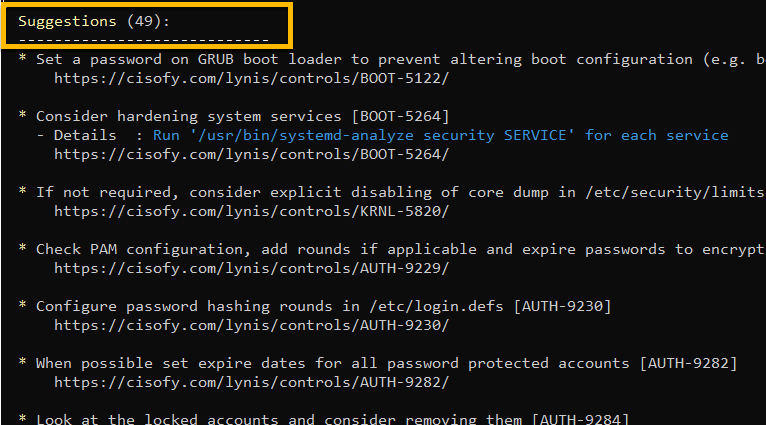 Suggestions (49):
----------------------------
* Set a password on GRUB boot loader to prevent altering boot configuration (e.g. b
https://cisofy.com/lynis/controls/BOOT-5122/
* Consider hardening system services [BOOT-5264]
- Details  : Run '/usr/bin/systemd-analyze security SERVICE' for each service
https://cisofy.com/lynis/controls/BOOT-5264/
* If not required, consider explicit disabling of core dump in /etc/security/limits
https://cisofy.com/lynis/controls/KRNL-5820/
* Check PAM configuration, add rounds if applicable and expire passwords to encrypt
https://cisofy.com/lynis/controls/AUTH-9229/
* Configure password hashing rounds in /etc/login.defs [AUTH-9230]
https://cisofy.com/lynis/controls/AUTH-9230/
* When possible set expire dates for all password protected accounts [AUTH-9282]
https://cisofy.com/lynis/controls/AUTH-9282/
* Look at the locked accounts and consider removing them [AUTH-9284]